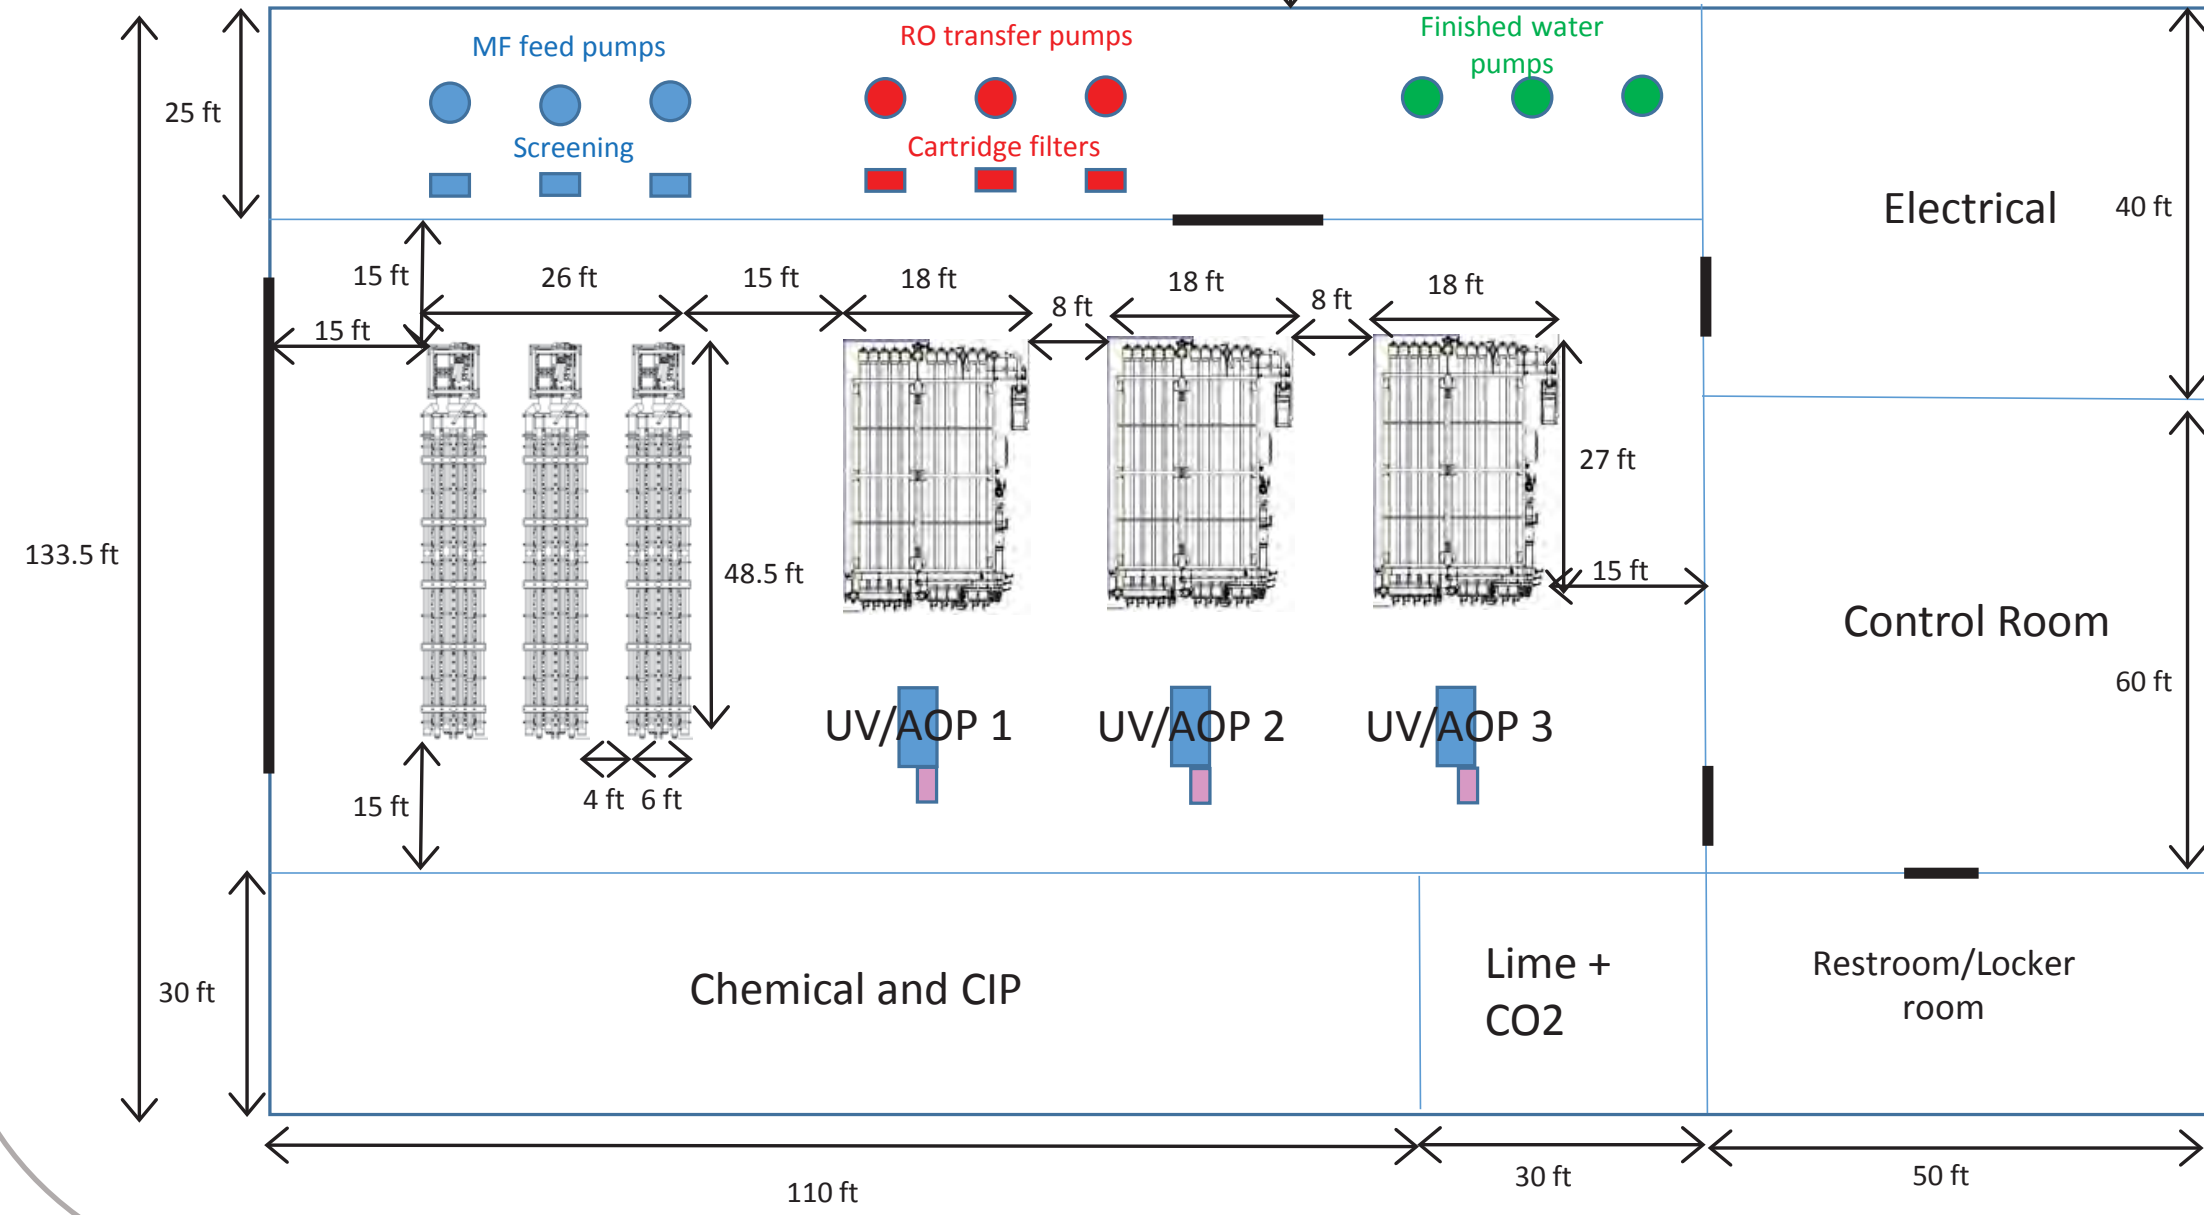 MF feed pumps
RO transfer pumps
Finished water
pumps
25 ft
Screening
Cartridge filters
Electrical
40 ft
15 ft
26 ft
15 ft
18 ft
8 ft
18 ft
8 ft
18 ft
15 ft
27 ft
133.5 ft
48.5 ft
15 ft
Control Room
60 ft
UV/AOP 1
UV/AOP 2
UV/AOP 3
15 ft
4 ft
6 ft
30 ft
Chemical and CIP
Lime +
CO2
Restroom/Locker
room
110 ft
30 ft
50 ft